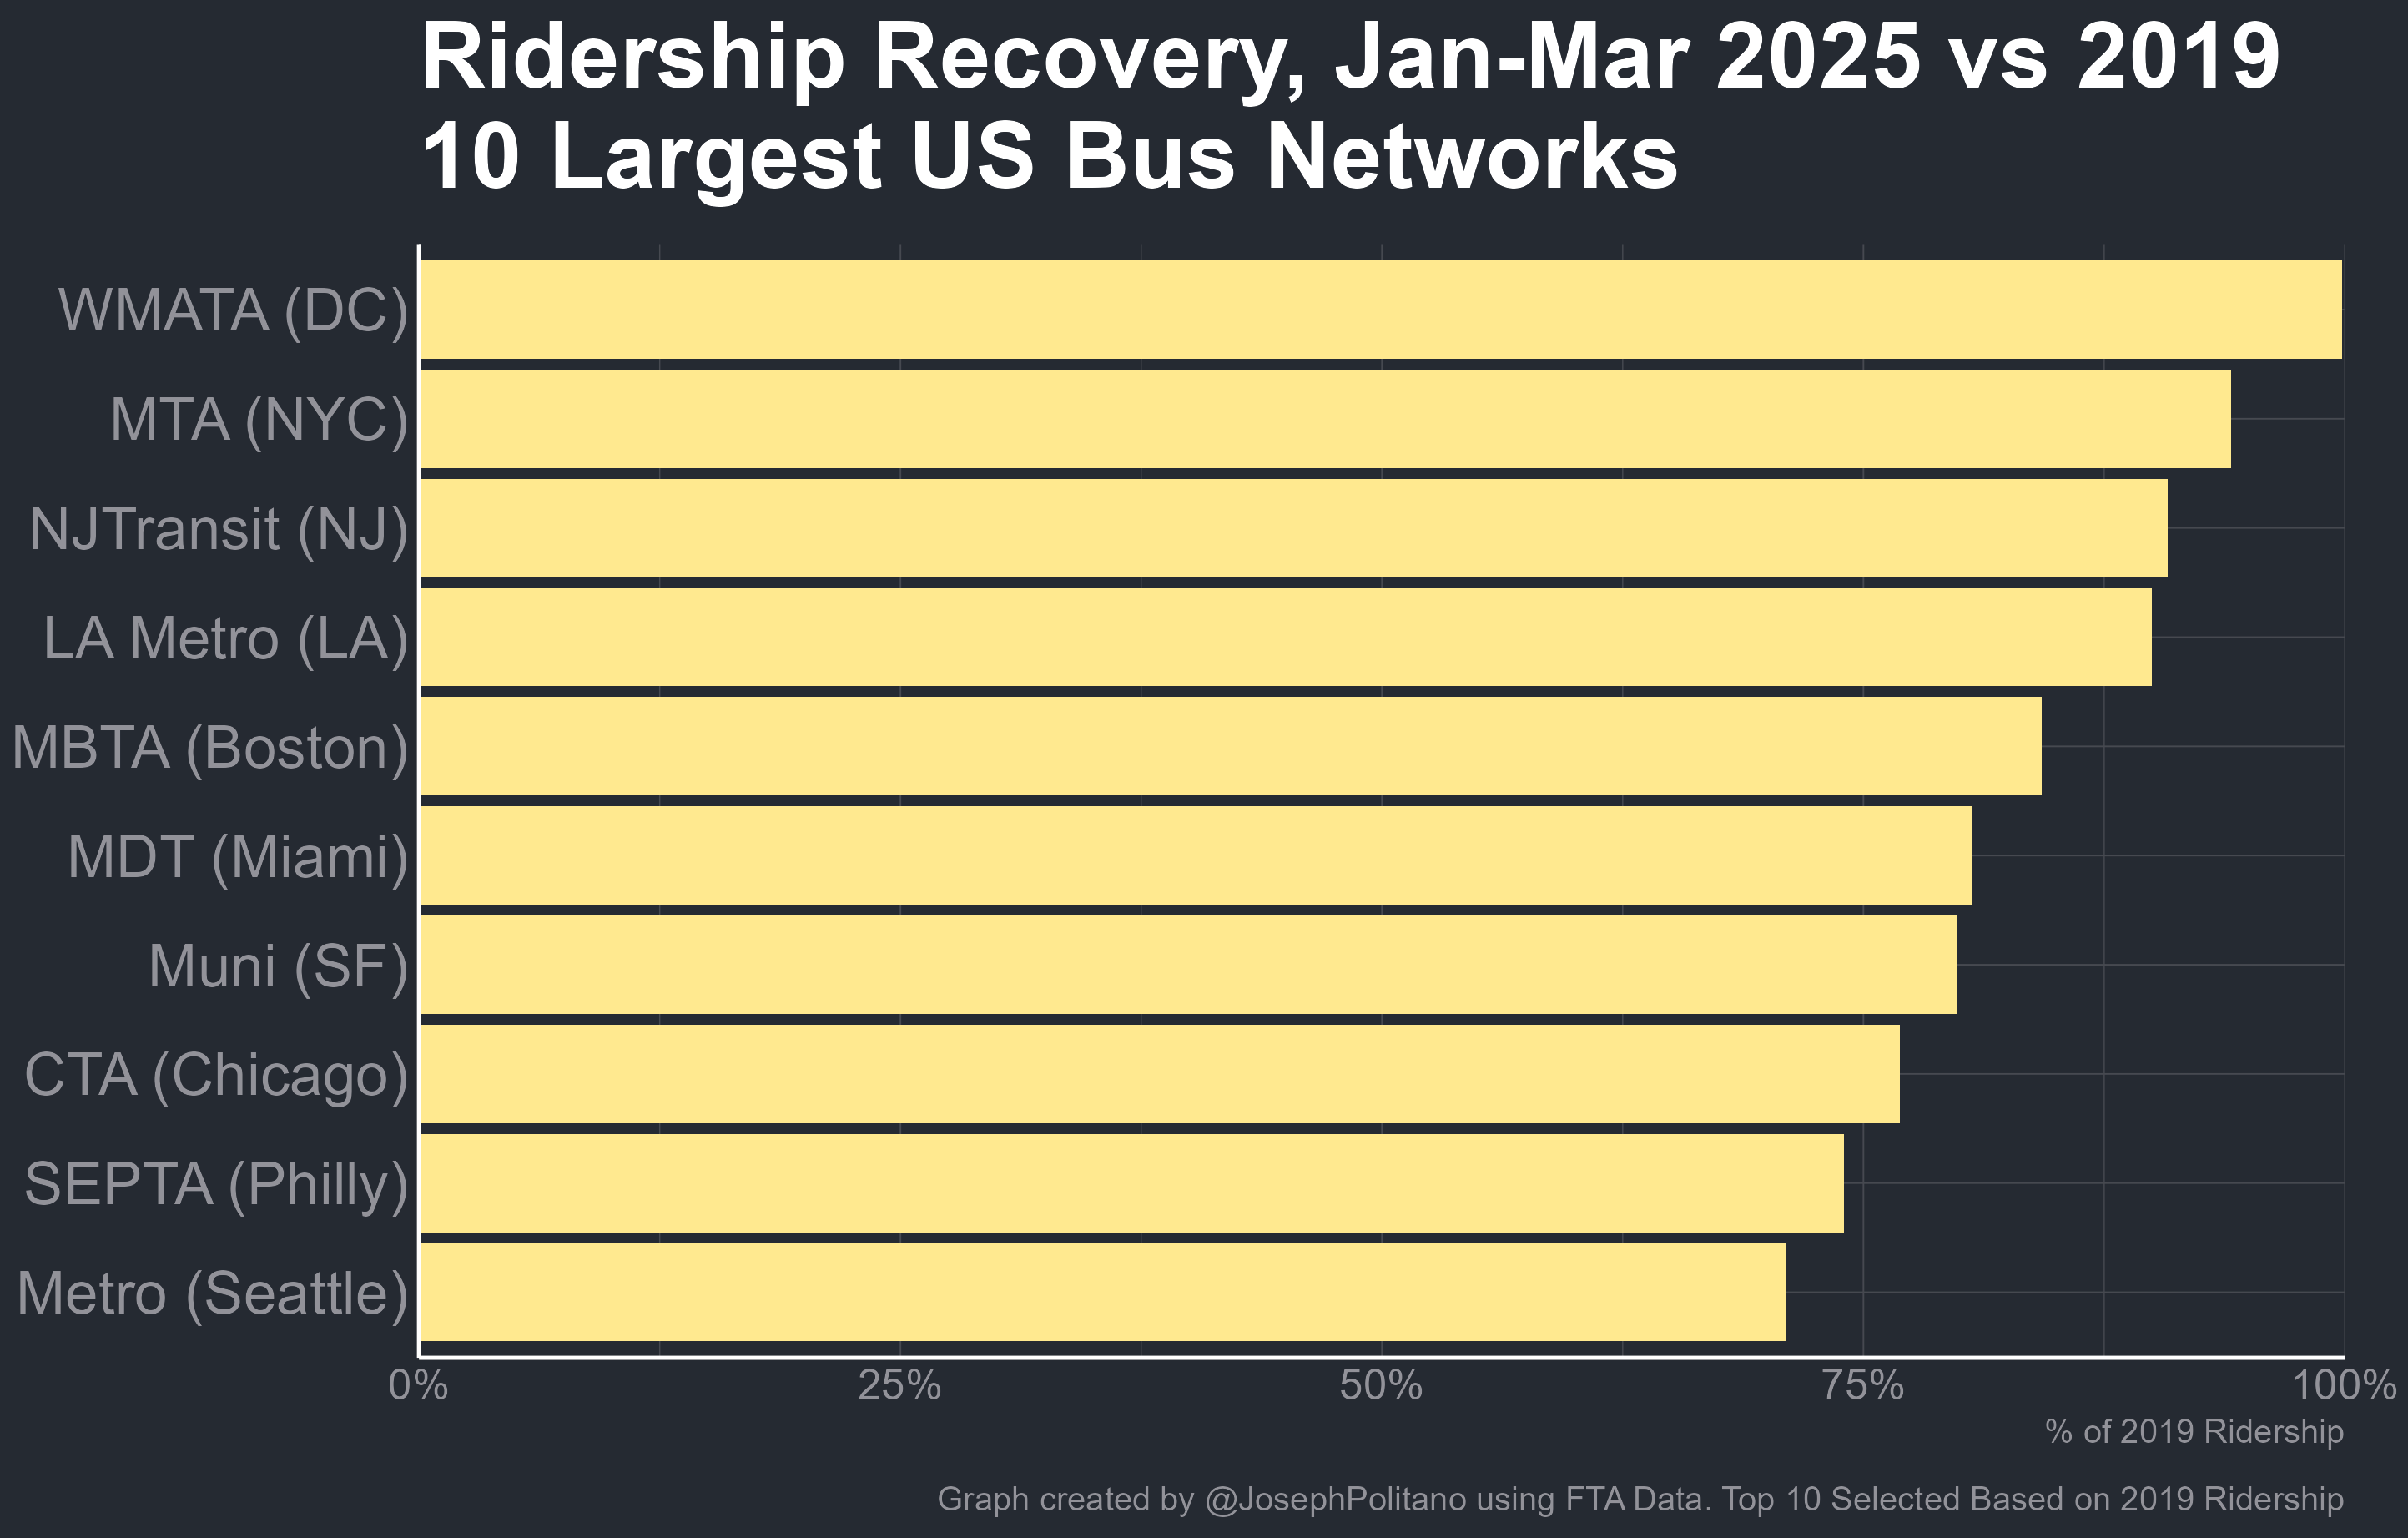 Ridership Recovery, Jan-Mar 2025 vs 2019
10 Largest US Bus Networks
WMATA (DC)
MTA (NYC)
NJTransit (NJ)
LA Metro (LA)
MBTA (Boston)
MDT (Miami)
Muni (SF)
CTA (Chicago)
SEPTA (Philly)
Metro (Seattle)
0% 25% 50% 75% 100%
% of 2019 Ridership
Graph created by @JosephPolitano using FTA Data. Top 10 Selected Based on 2019 Ridership